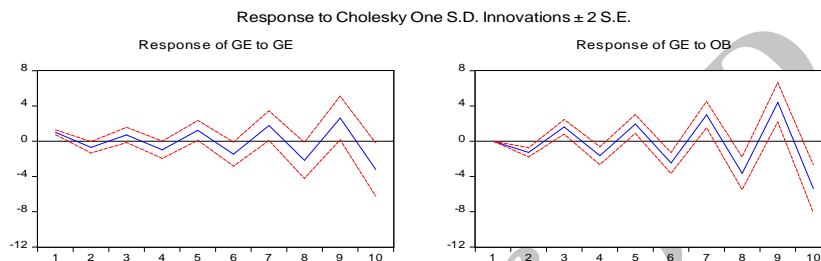 Response to Cholesky One S.D. Innovations ± 2 S.E.
Response of GE to GE
Response of GE to OB
8
4
0
-4
-8
-12
1 2 3 4 5 6 7 8 9 10
8
4
0
-4
-8
-12
1 2 3 4 5 6 7 8 9 10